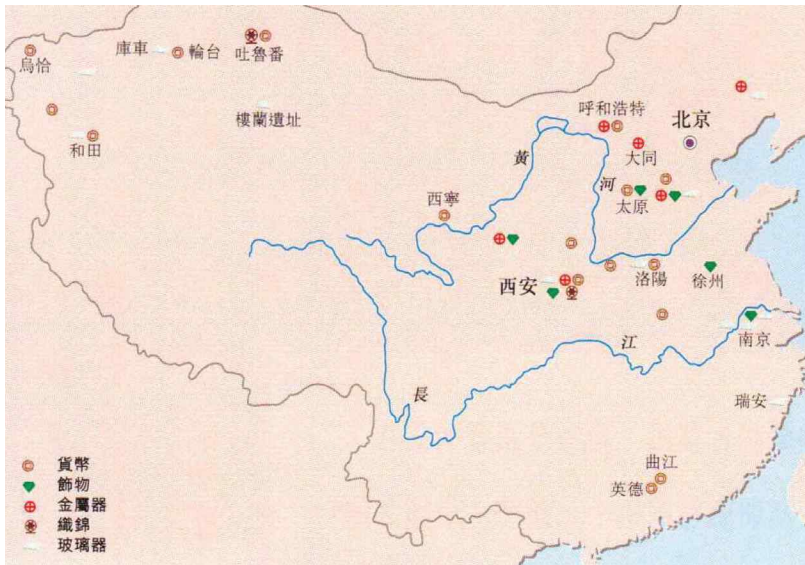 烏恰
庫車
輪台
吐魯番
樓蘭遺址
和田
呼和浩特
北京
大同
黃
河
太原
西寧
西安
洛陽
徐州
南京
江
長
瑞安
曲江
英德
貨幣
飾物
金屬器
織錦
玻璃器